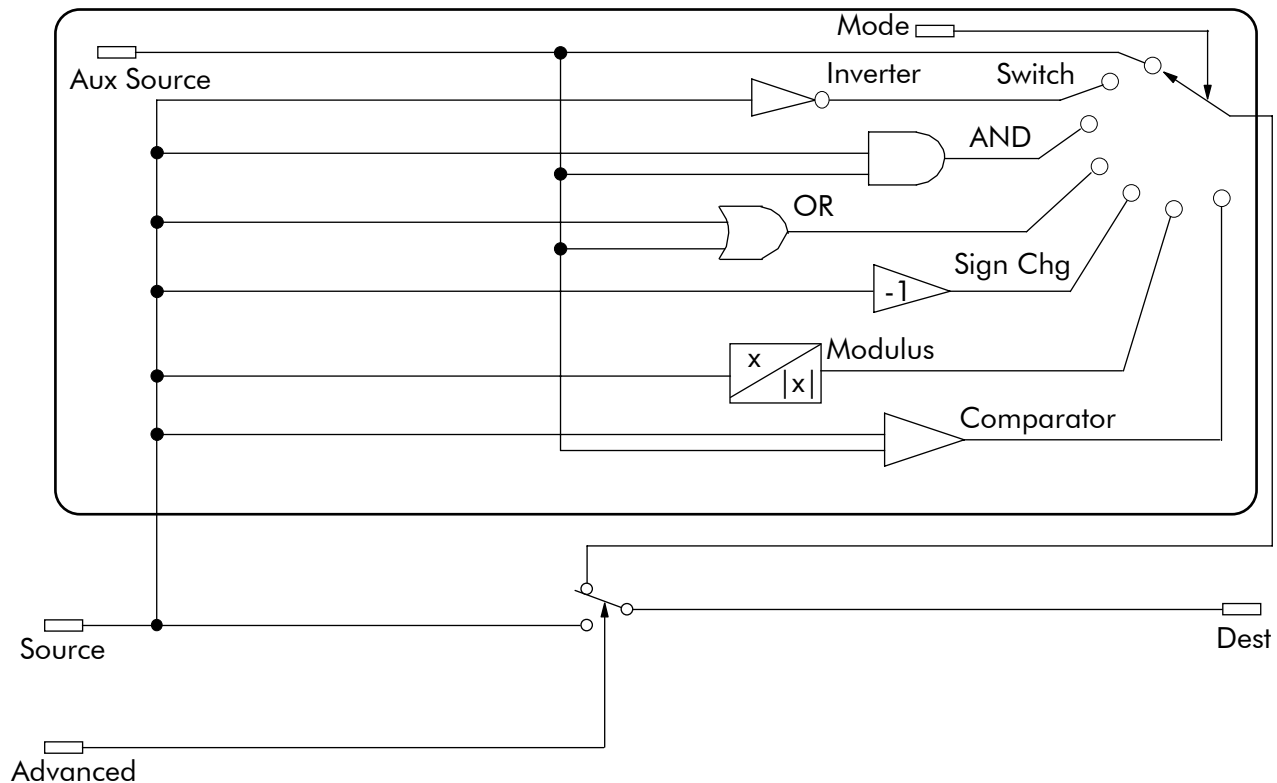 Mode
Aux Source
Inverter
Switch
AND
OR
Sign Chg
-1
Modulus
x
|x|
Comparator
Source
Dest
Advanced